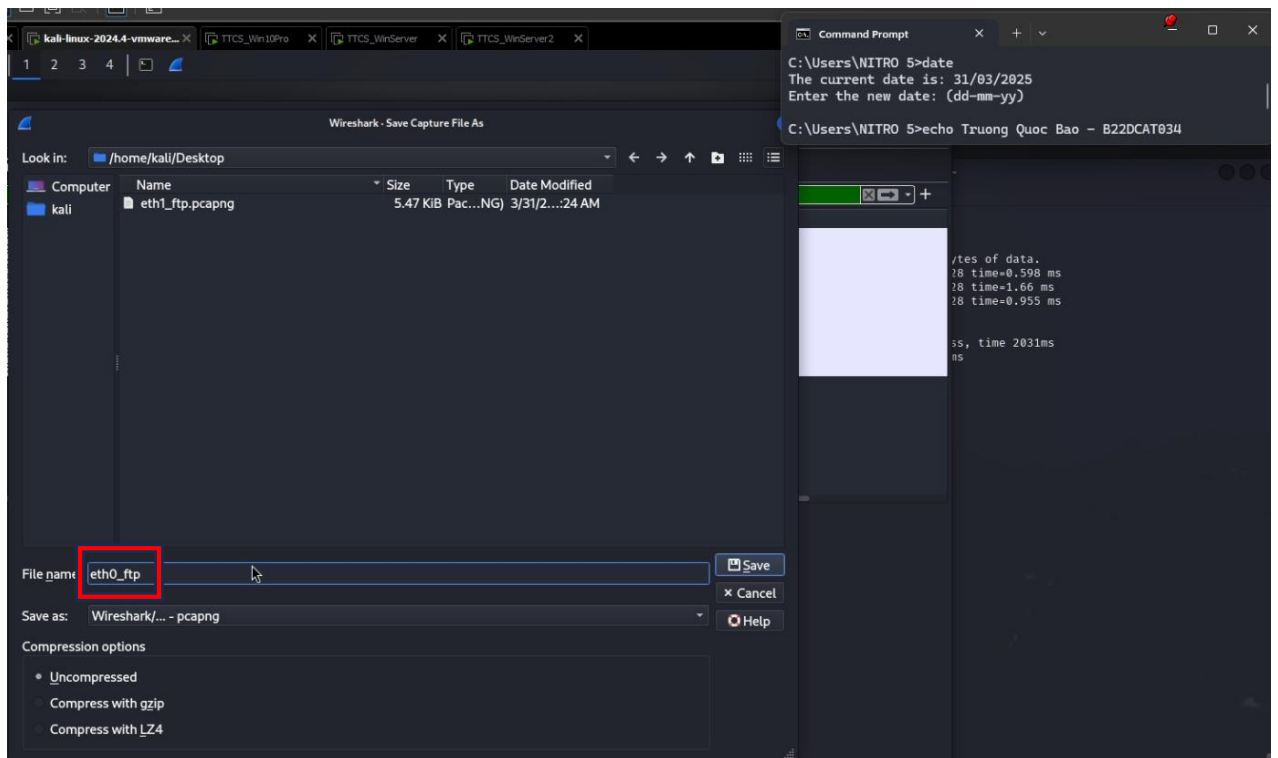 kali-linux-2024.4-vmware... TTCS_Win10Pro TTCS_WinServer TTCS_WinServer2
1 2 3 4
Wireshark · Save Capture File As
Look in: /home/kali/Desktop
Computer
kali
Name Size Type Date Modified
eth1_ftp.pcapng 5.47 KiB Pac...NG) 3/31/2...:24 AM
File name eth0_ftp
Save
Cancel
Save as: Wireshark/... - pcapng
Help
Compression options
Uncompressed
Compress with gzip
Compress with LZ4
Command Prompt
C:\Users\NITRO 5>date
The current date is: 31/03/2025
Enter the new date: (dd-mm-yy)
C:\Users\NITRO 5>echo Truong Quoc Bao - B22DCAT034
ytes of data.
28 time=0.598 ms
28 time=1.66 ms
28 time=0.955 ms
ss, time 2031ms
ms